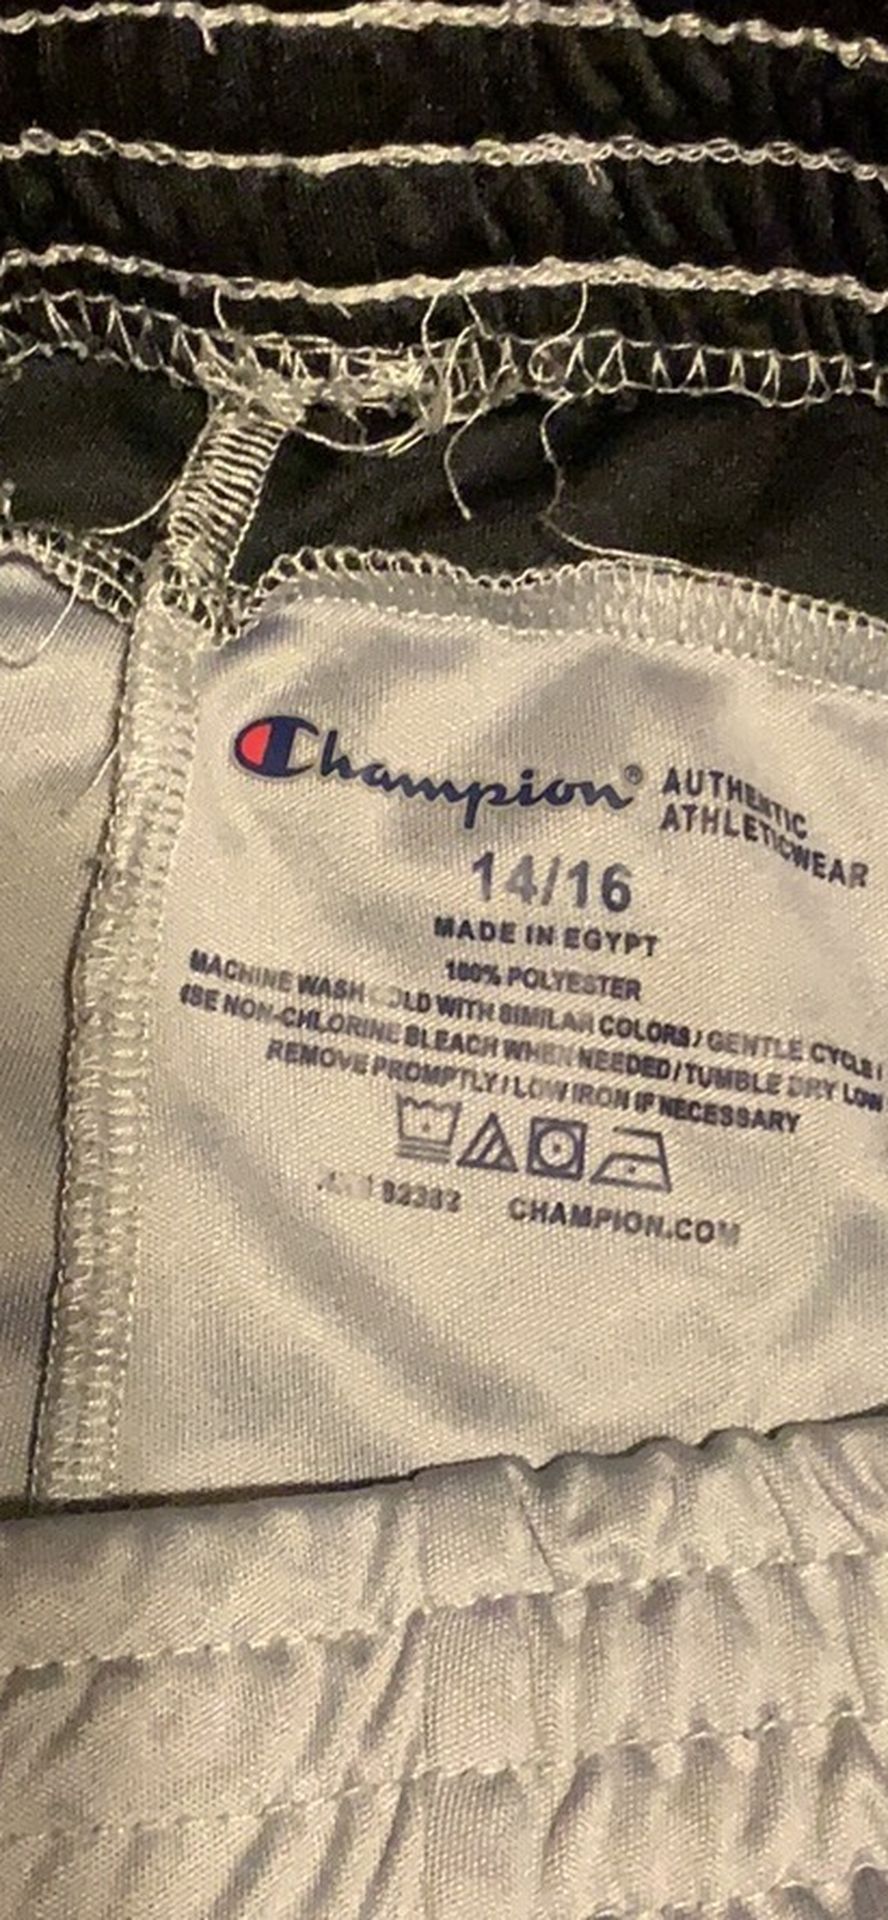 Champion® AUTHENTIC
ATHLETICWEAR
14/16
MADE IN EGYPT
100% POLYESTER
MACHINE WASH WITH SIMILAR COLORS / GENTLE CYCLE /
USE NON-CHLORINE BLEACH WHEN NEEDED / TUMBLE DRY LOW
REMOVE PROMPTLY / LOW IRON IF NECESSARY
CHAMPION.COM